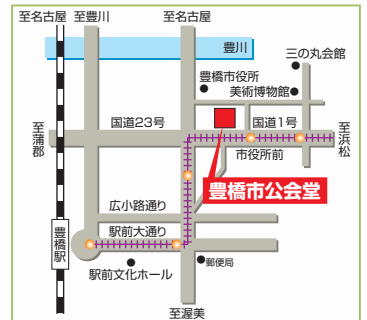 至名古屋
至豊川
至名古屋
豊川
三の丸会館
豊橋市役所
美術博物館
国道23号
国道1号
至蒲郡
至浜松
市役所前
豊橋市公会堂
広小路通り
駅前大通り
豊橋駅
駅前文化ホール
郵便局
至渥美